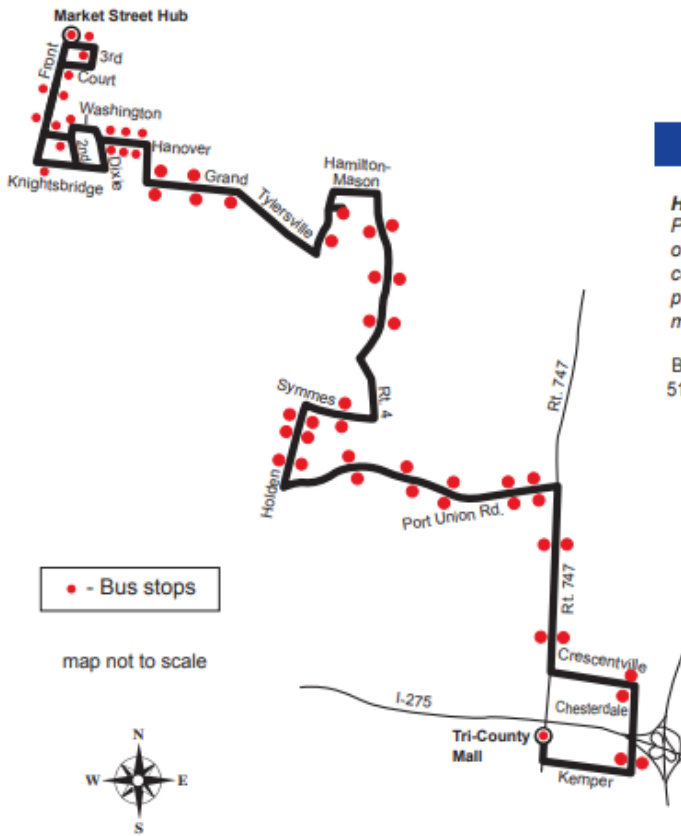 Market Street Hub
3rd
Front
Court
Washington
2nd
Dixie
Hanover
Knightsbridge
Grand
Tylersville
Hamilton-
Mason
Rt. 4
Symmes
Holden
Port Union Rd.
Rt. 747
Rt. 747
- Bus stops
map not to scale
Crescentville
Chesterdale
I-275
Tri-County
Mall
Kemper
N
W
E
S